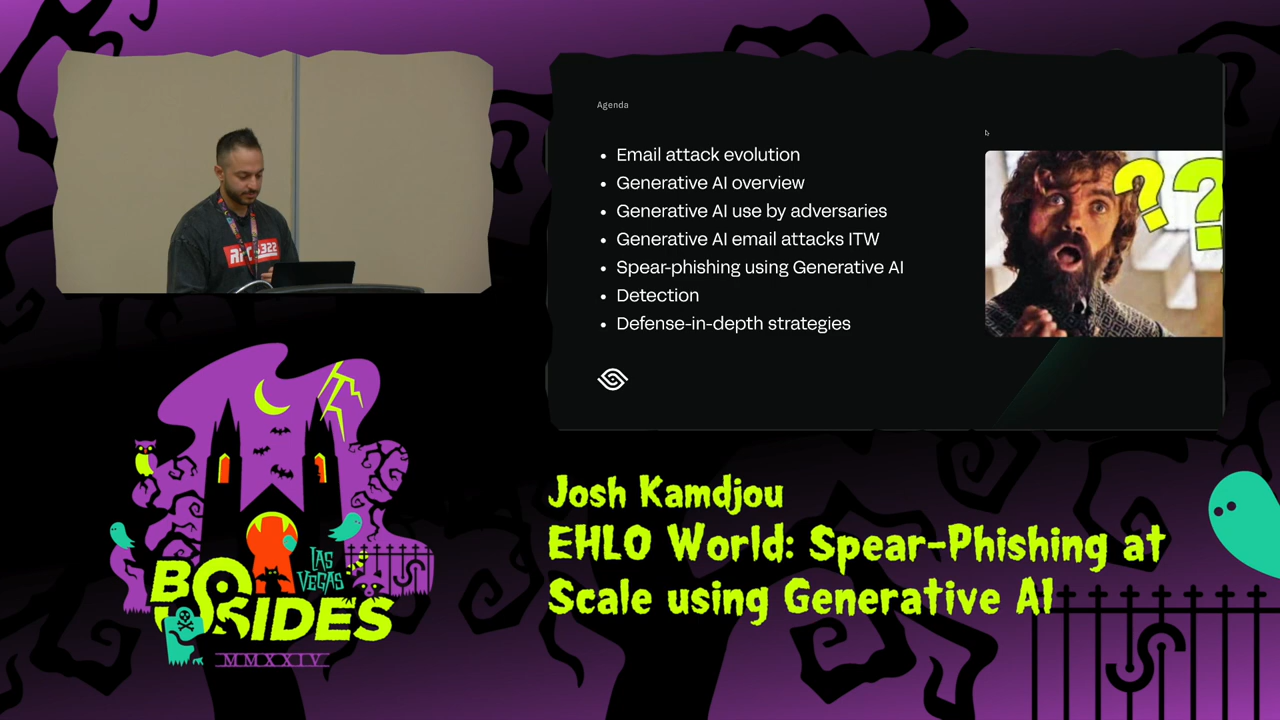 Agenda
• Email attack evolution
• Generative AI overview
• Generative AI use by adversaries
• Generative AI email attacks ITW
• Spear-phishing using Generative AI
• Detection
• Defense-in-depth strategies
??
Josh Kamdjou
EHLO World: Spear-Phishing at
Scale using Generative AI
LAS
VEGAS
BSIDES
MMXXIV